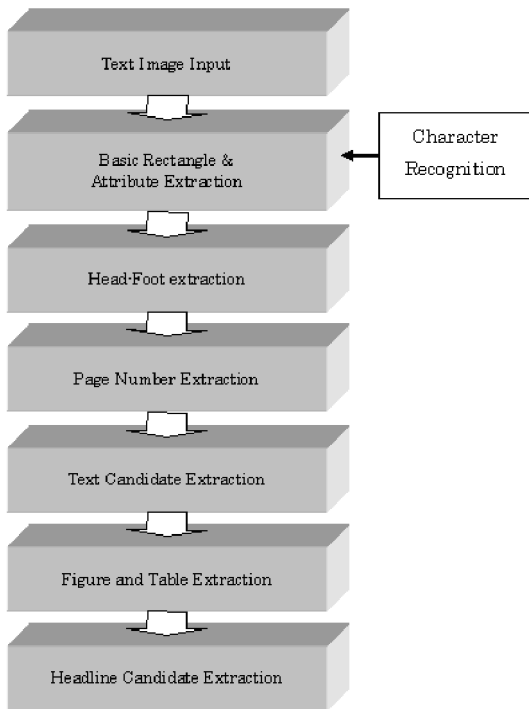 Text Image Input
Basic Rectangle &
Attribute Extraction
Character
Recognition
Head-Foot extraction
Page Number Extraction
Text Candidate Extraction
Figure and Table Extraction
Headline Candidate Extraction